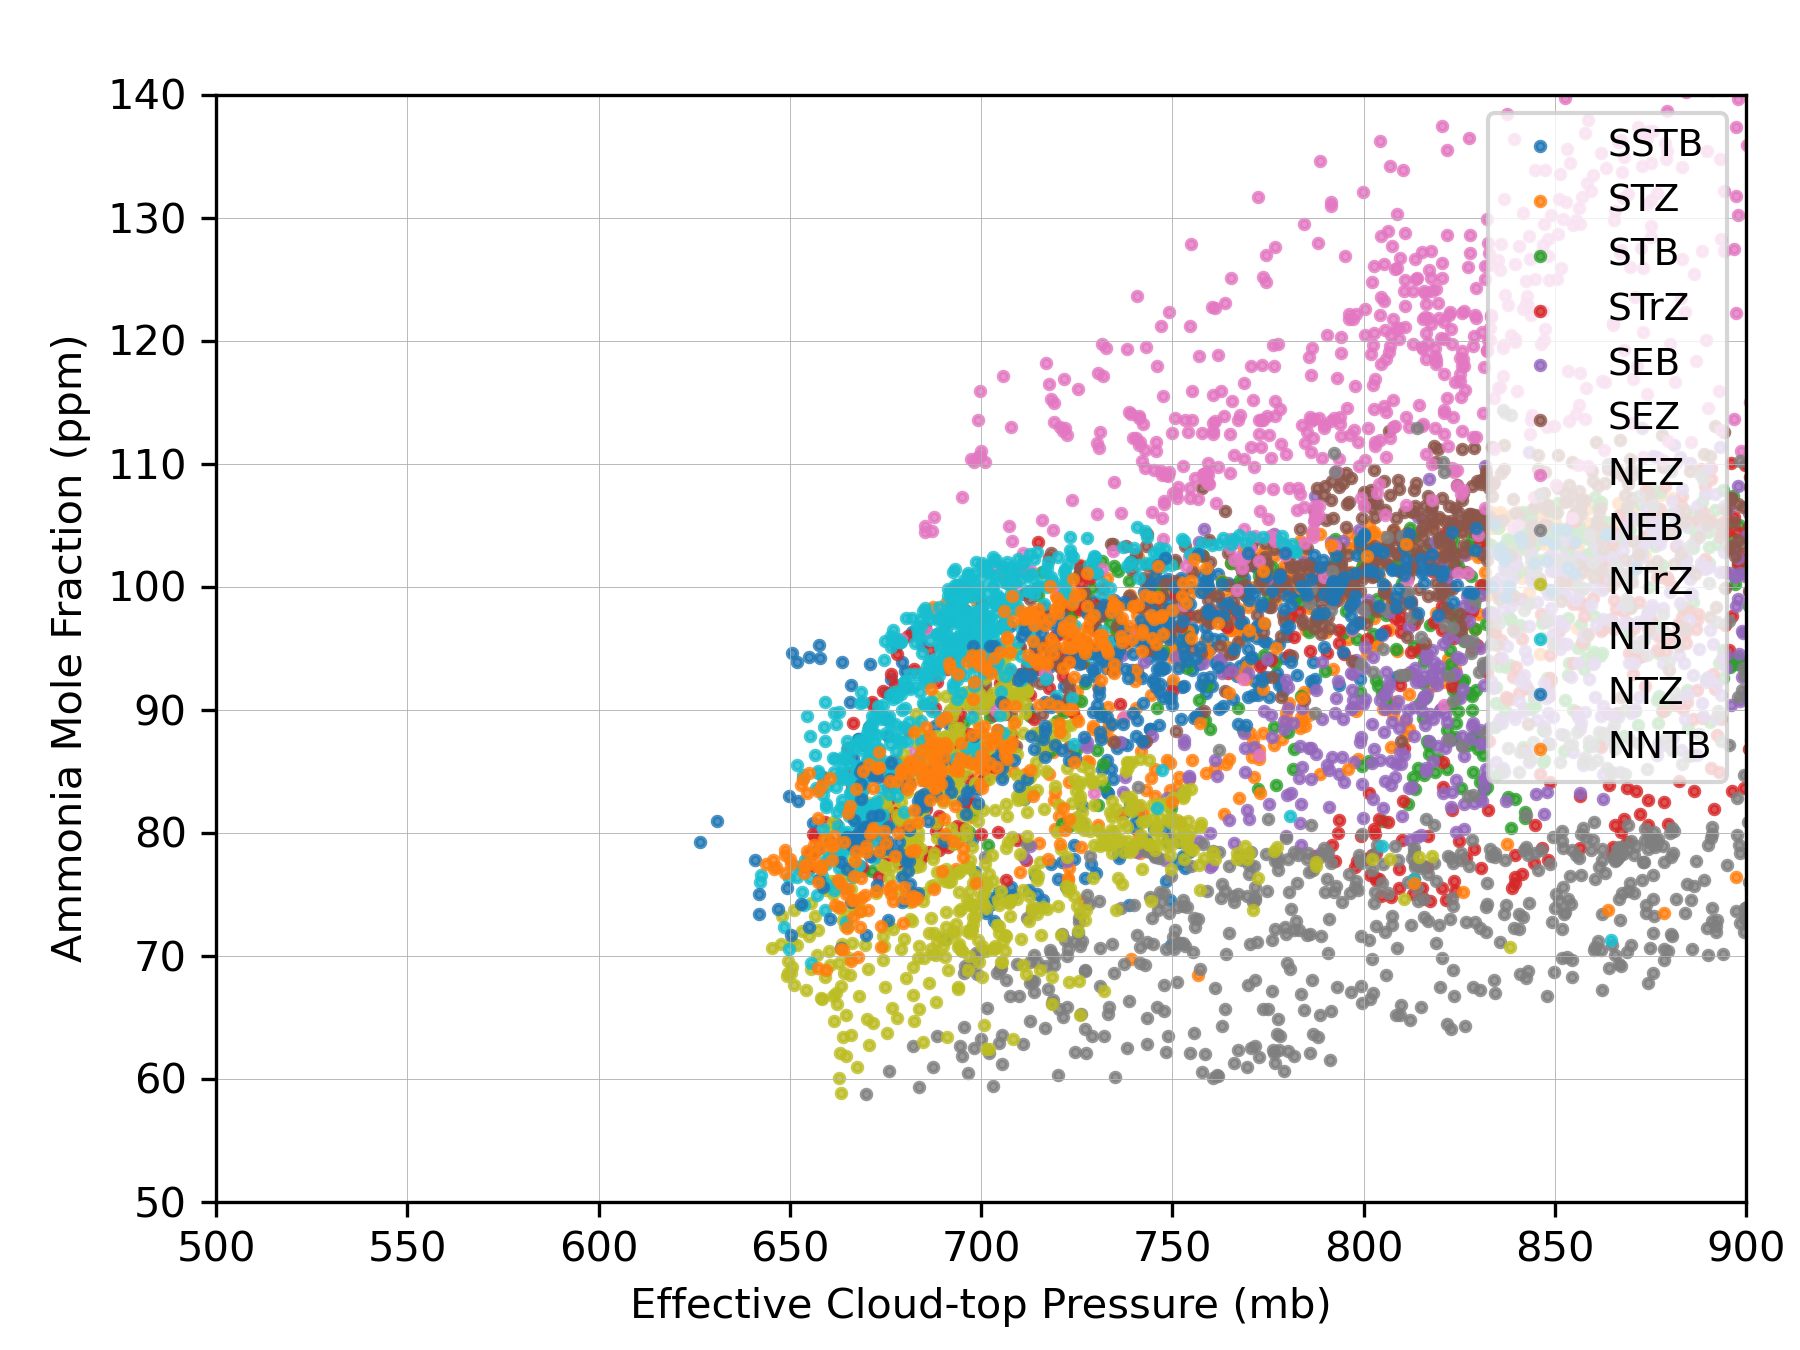 140
130
120
110
100
90
80
70
60
50
Ammonia Mole Fraction (ppm)
SSTB
STZ
STB
STrZ
SEB
SEZ
NEZ
NEB
NTrZ
NTB
NTZ
NNTB
500 550 600 650 700 750 800 850 900
Effective Cloud-top Pressure (mb)